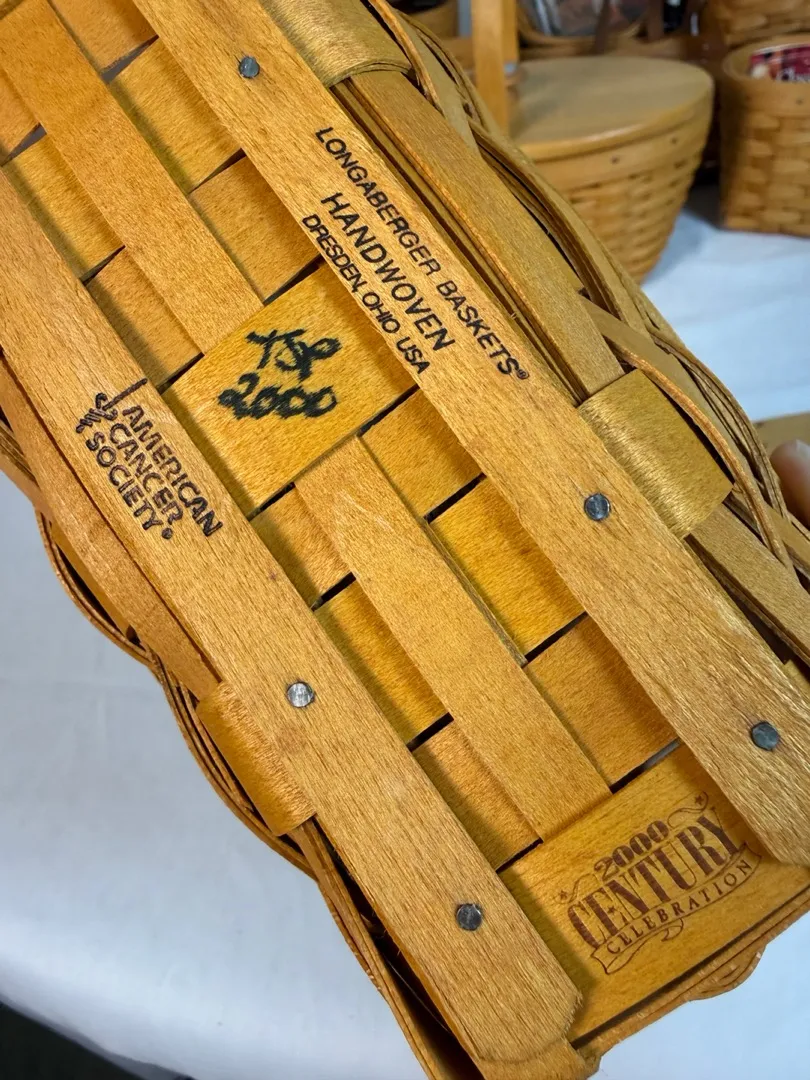 LONGABERGER BASKETS®
HANDWOVEN
DRESDEN, OHIO USA
2000
AMERICAN
CANCER
SOCIETY®
2000
CENTURY
CELEBRATION